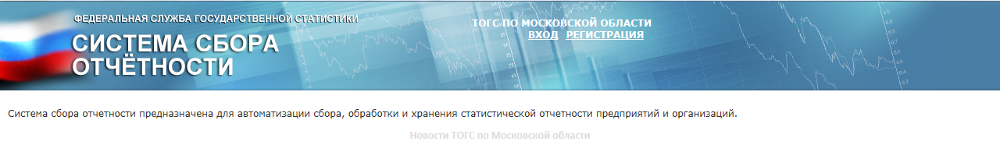 ФЕДЕРАЛЬНАЯ СЛУЖБА ГОСУДАРСТВЕННОЙ СТАТИСТИКИ
СИСТЕМА СБОРА
ОТЧЁТНОСТИ
ТОГС ПО МОСКОВСКОЙ ОБЛАСТИ
ВХОД РЕГИСТРАЦИЯ
Система сбора отчетности предназначена для автоматизации сбора, обработки и хранения статистической отчетности предприятий и организаций.
Новости ТОГС по Московской области